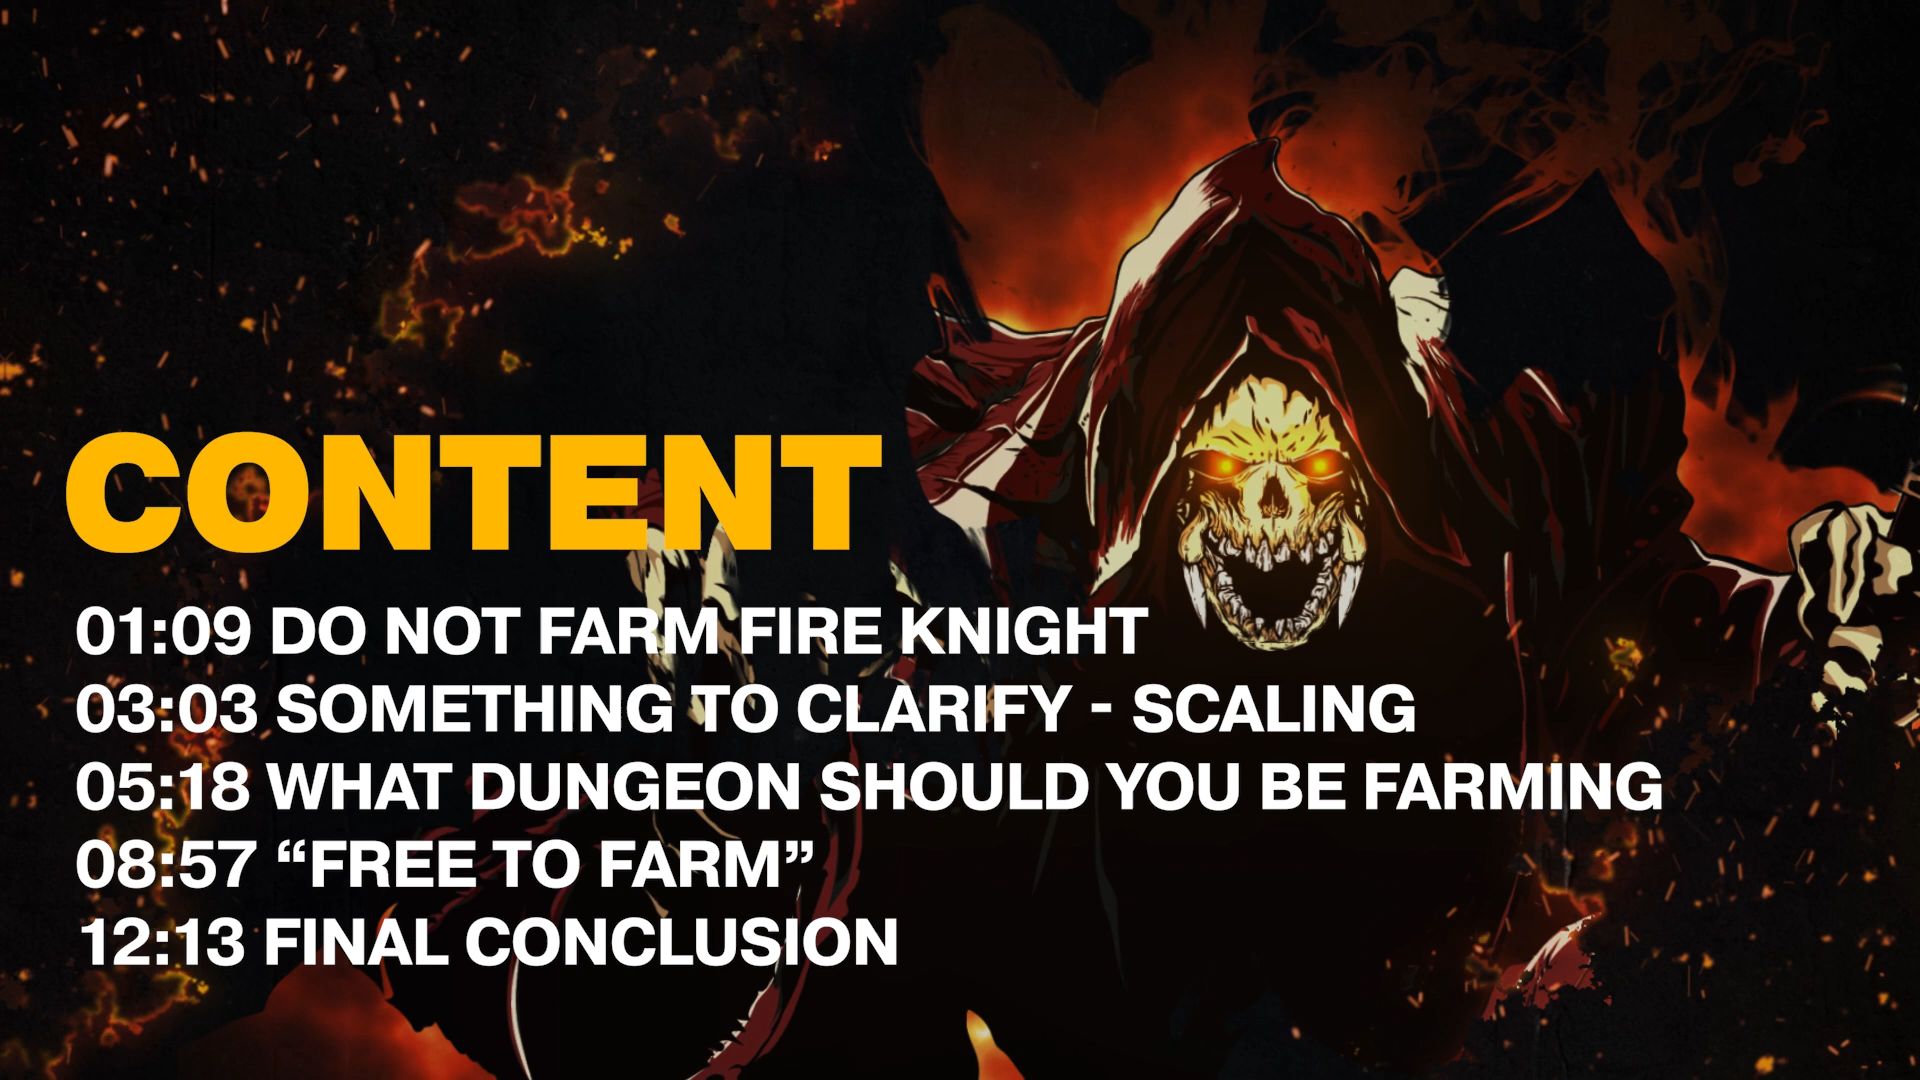 CONTENT
01:09 DO NOT FARM FIRE KNIGHT
03:03 SOMETHING TO CLARIFY - SCALING
05:18 WHAT DUNGEON SHOULD YOU BE FARMING
08:57 “FREE TO FARM”
12:13 FINAL CONCLUSION